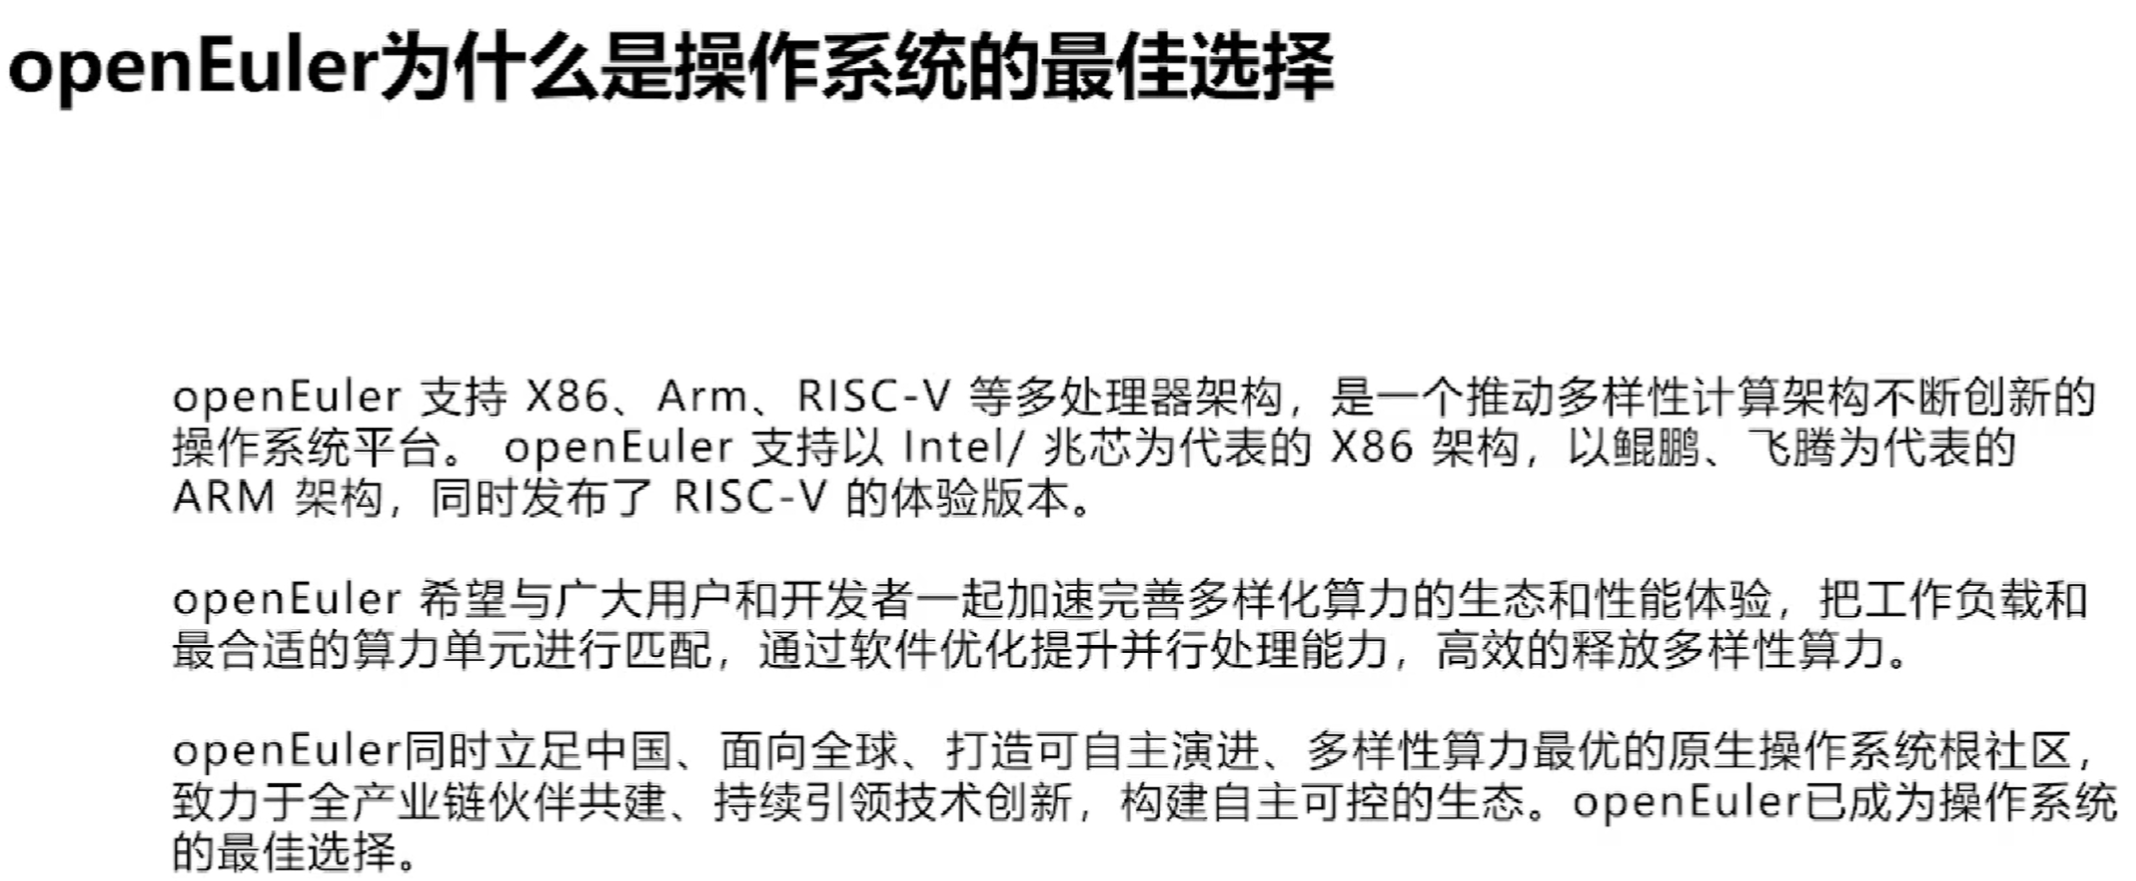 openEuler为什么是操作系统的最佳选择
openEuler 支持 X86、Arm、RISC-V 等多处理器架构，是一个推动多样性计算架构不断创新的
操作系统平台。 openEuler 支持以 Intel/ 兆芯为代表的 X86 架构，以鲲鹏、飞腾为代表的
ARM 架构，同时发布了 RISC-V 的体验版本。
openEuler 希望与广大用户和开发者一起加速完善多样化算力的生态和性能体验，把工作负载和
最合适的算力单元进行匹配，通过软件优化提升并行处理能力，高效的释放多样性算力。
openEuler同时立足中国、面向全球、打造可自主演进、多样性算力最优的原生操作系统根社区，
致力于全产业链伙伴共建、持续引领技术创新，构建自主可控的生态。openEuler已成为操作系统
的最佳选择。